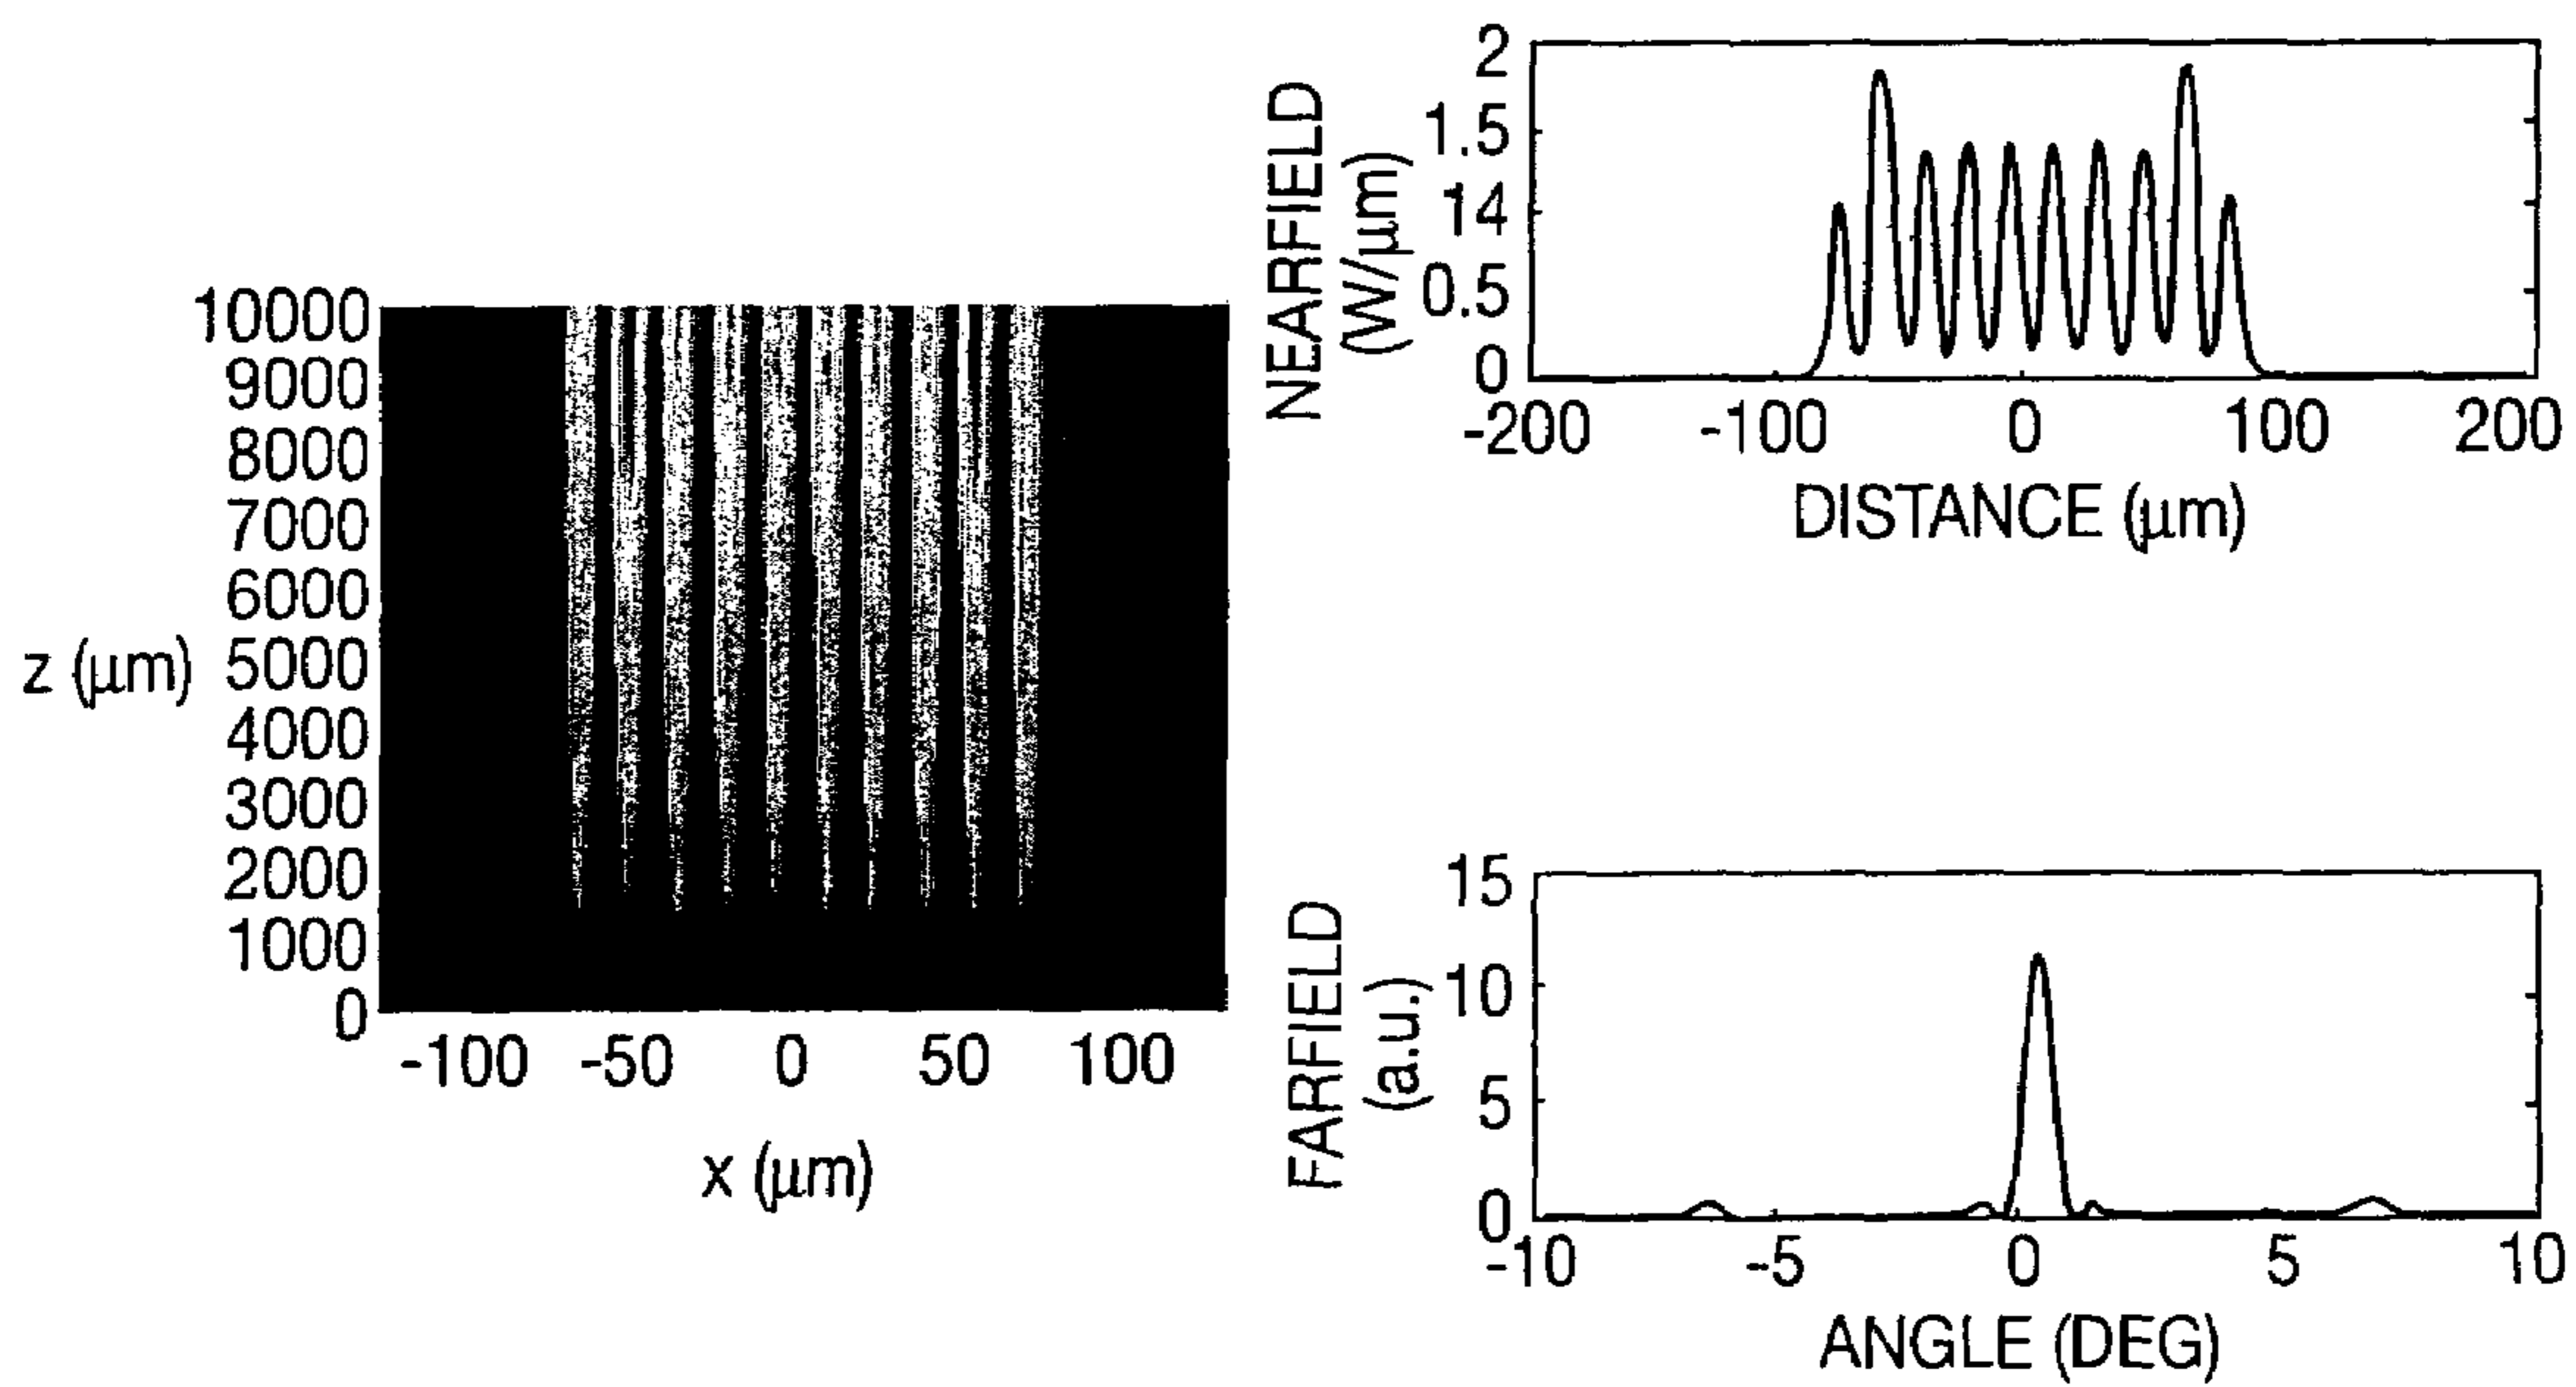 10000
9000
8000
7000
6000
z (μm) 5000
4000
3000
2000
1000
0
-100 -50 0 50 100
x (μm)
NEARFIELD
(W/μm)
2
1.5
14
0.5
0
-200 -100 0 100 200
DISTANCE (μm)
FARFIELD
(a.u.)
15
10
5
0
-10 -5 0 5 10
ANGLE (DEG)